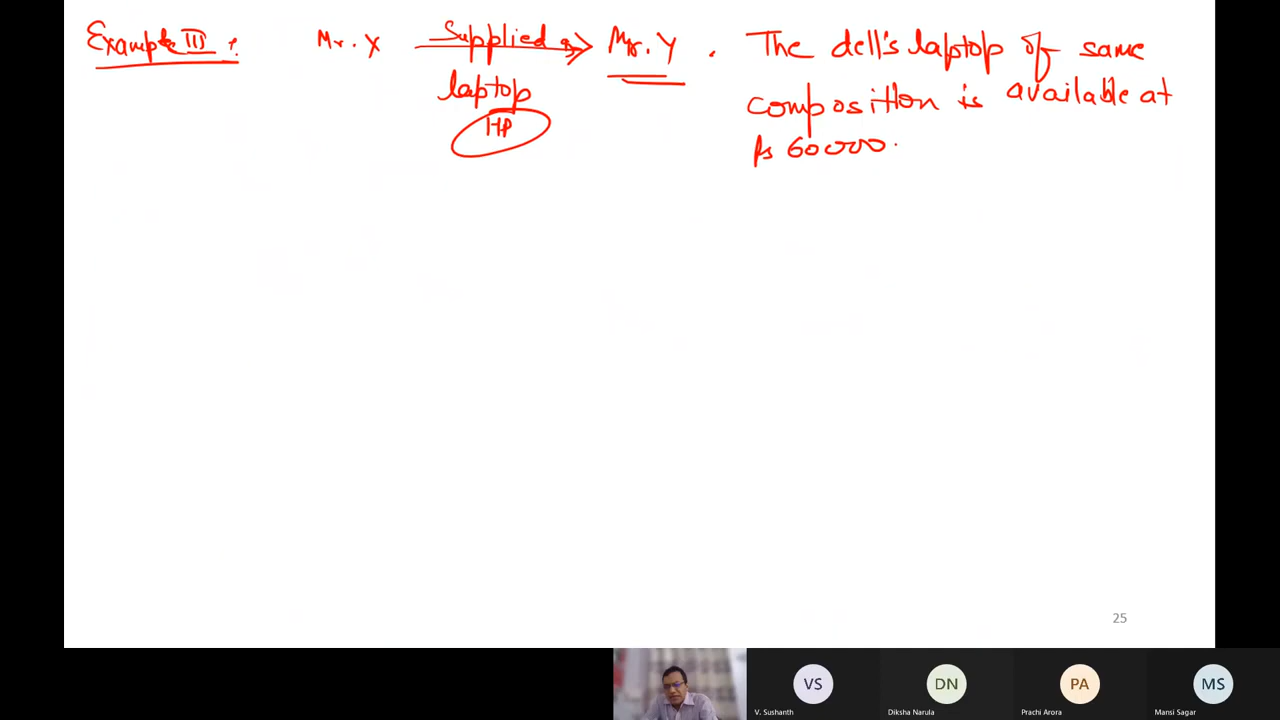 Example III :
Mr. X Supplied Mr. Y . The dell's laptop of same
laptop composition is available at
HP Rs 60000.
25
V. Sushanth
Diksha Narula
Prachi Arora
Mansi Sagar
VS
DN
PA
MS